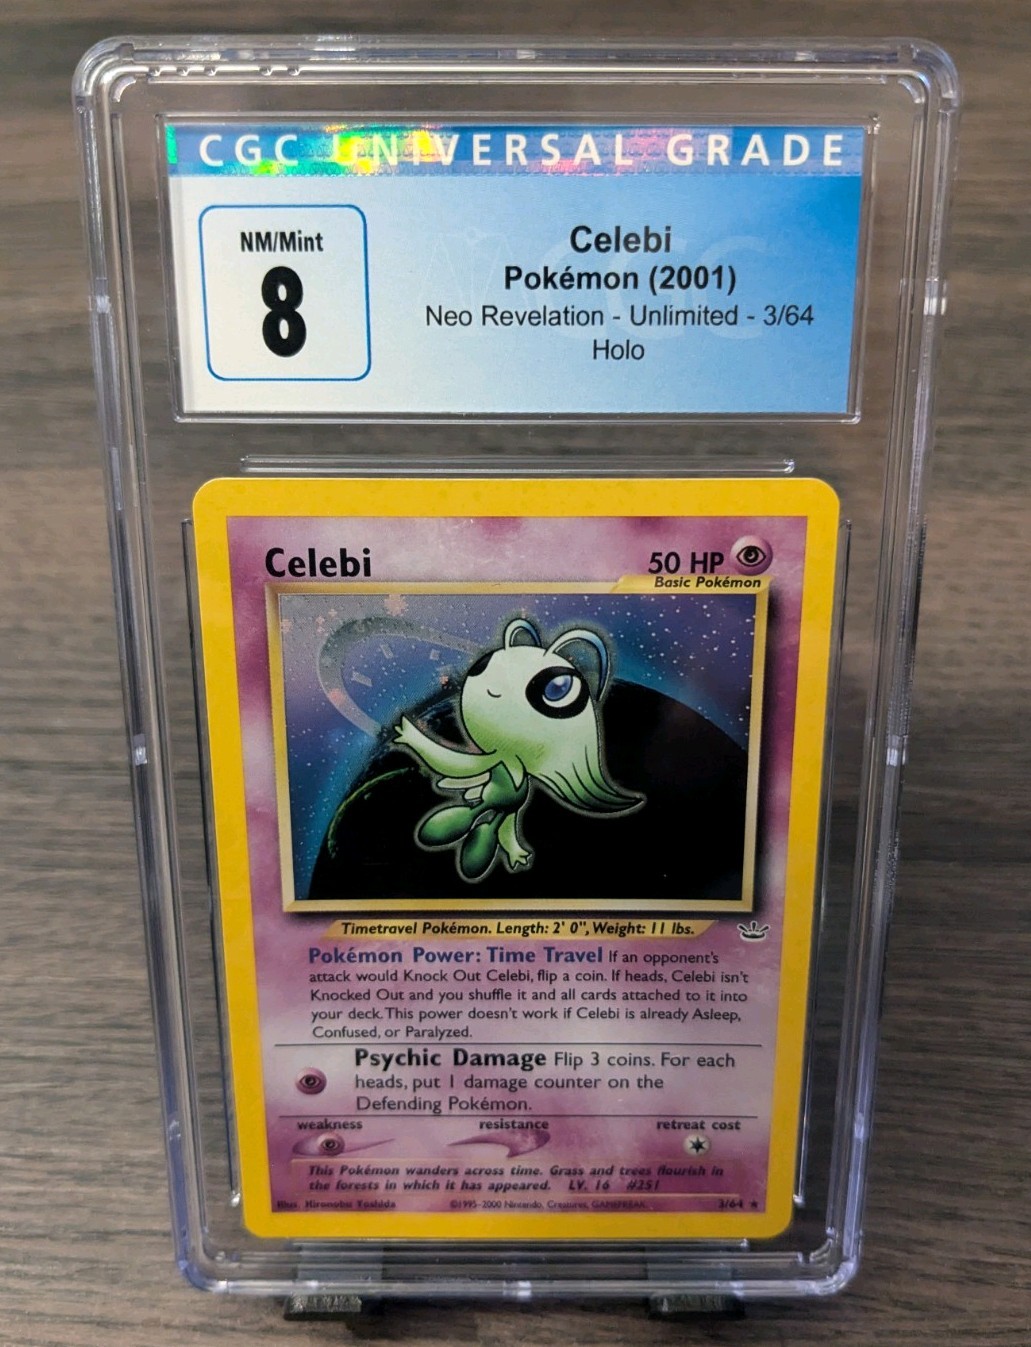 CGC UNIVERSAL GRADE
NM/Mint
8
Celebi
Pokémon (2001)
Neo Revelation - Unlimited - 3/64
Holo
Celebi
50 HP
Basic Pokémon
Timetravel Pokémon. Length: 2' 0", Weight: 11 lbs.
Pokémon Power: Time Travel If an opponent's
attack would Knock Out Celebi, flip a coin. If heads, Celebi isn't
Knocked Out and you shuffle it and all cards attached to it into
your deck. This power doesn't work if Celebi is already Asleep,
Confused, or Paralyzed.
Psychic Damage Flip 3 coins. For each
heads, put 1 damage counter on the
Defending Pokémon.
weakness
resistance
retreat cost
This Pokémon wanders across time. Grass and trees flourish in
the forests in which it has appeared. LV. 16 #251
Illus. Hironobu Yoshida
©1995-2000 Nintendo, Creatures, GAMEFREAK.
3/64 ★